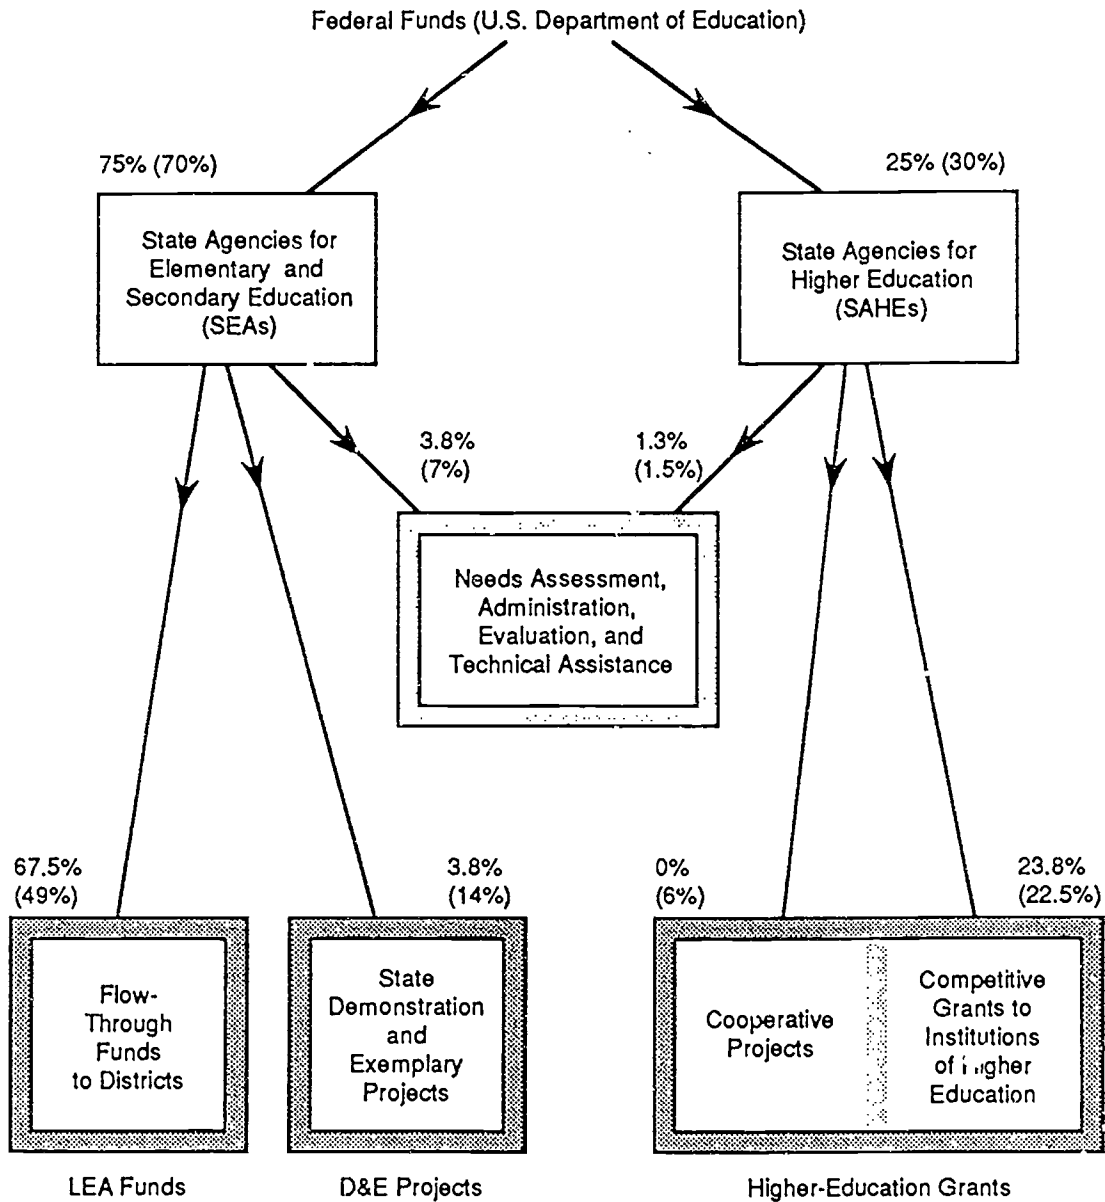 Federal Funds (U.S. Department of Education)
75% (70%)
25% (30%)
State Agencies for
Elementary and
Secondary Education
(SEAs)
State Agencies for
Higher Education
(SAHEs)
3.8%
(7%)
1.3%
(1.5%)
Needs Assessment,
Administration,
Evaluation, and
Technical Assistance
67.5%
(49%)
3.8%
(14%)
0%
(6%)
23.8%
(22.5%)
Flow-
Through
Funds
to Districts
State
Demonstration
and
Exemplary
Projects
Cooperative
Projects
Competitive
Grants to
Institutions
of Higher
Education
LEA Funds
D&E Projects
Higher-Education Grants